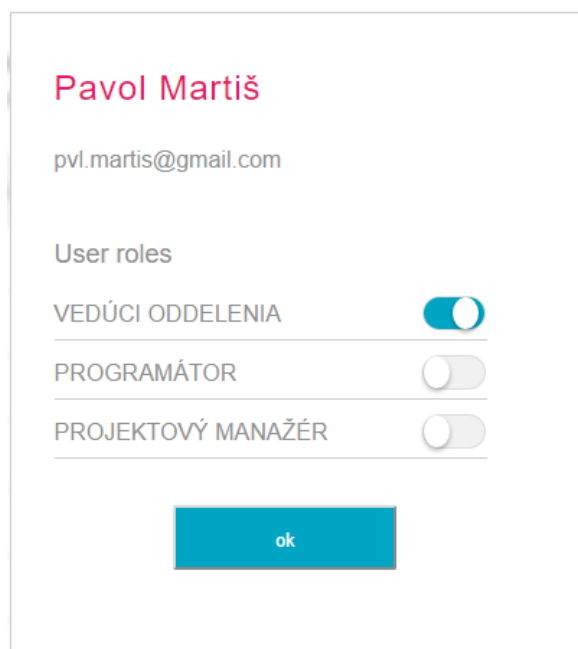 Pavol Martiš
pvl.martis@gmail.com
User roles
VEDÚCI ODDELENIA
PROGRAMÁTOR
PROJEKTOVÝ MANAŽÉR
ok